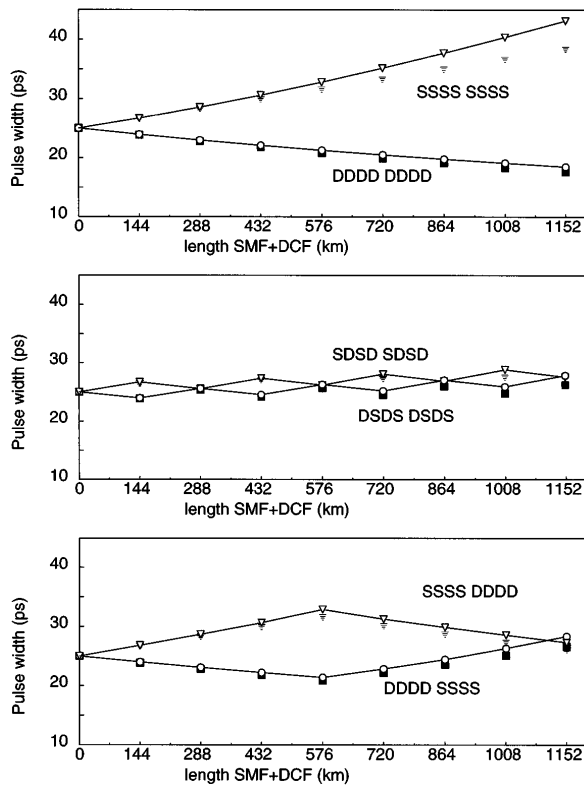 40
30
20
10
Pulse width (ps)
SSSS SSSS
DDDD DDDD
0 144 288 432 576 720 864 1008 1152
length SMF+DCF (km)
40
30
20
10
Pulse width (ps)
SDSD SDSD
DSDS DSDS
0 144 288 432 576 720 864 1008 1152
length SMF+DCF (km)
40
30
20
10
Pulse width (ps)
SSSS DDDD
DDDD SSSS
0 144 288 432 576 720 864 1008 1152
length SMF+DCF (km)